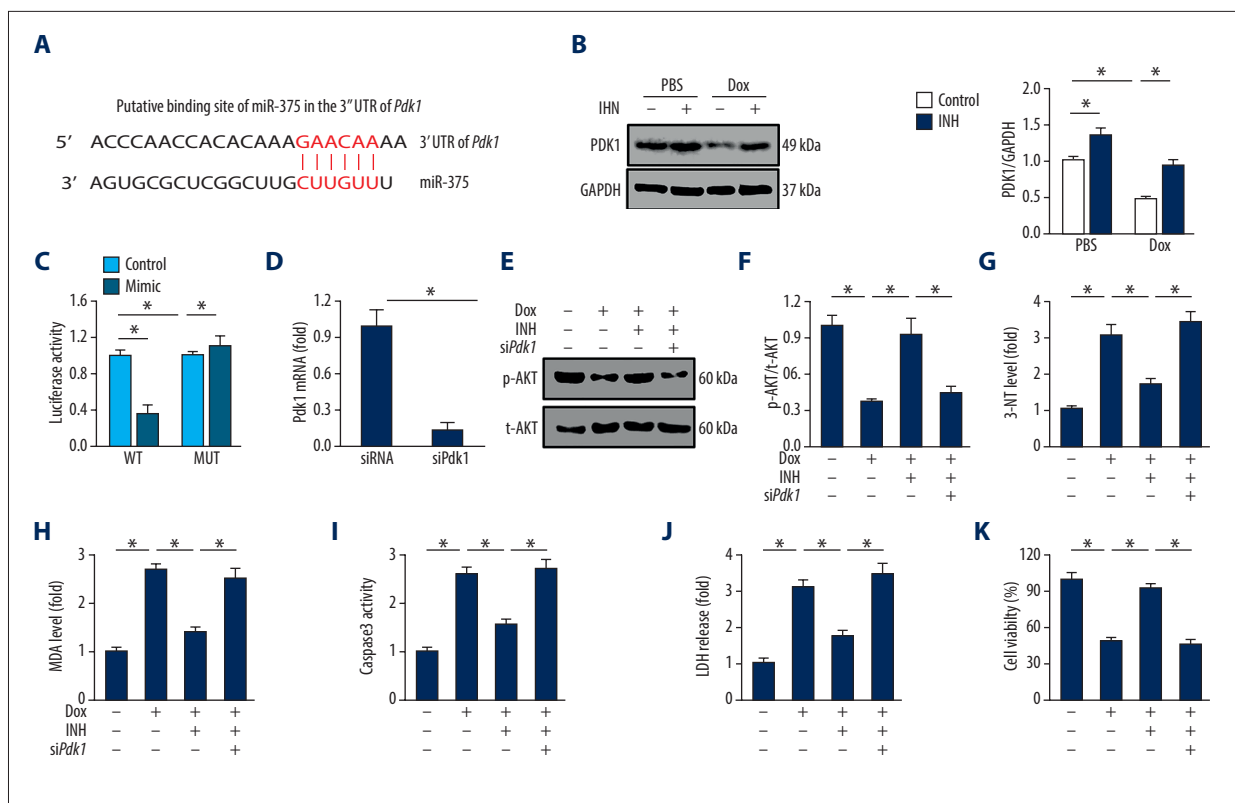 A
Putative binding site of miR-375 in the 3″ UTR of Pdk1
5′ ACCCAACCACACAAAGAACAAAA 3′ UTR of Pdk1
3′ AGUGCGCUCGGCUUGCUUGUUU miR-375
B
PBS Dox
IHN − + − +
PDK1 49 kDa
GAPDH 37 kDa
Control
INH
PDK1/GAPDH
2.0
1.5
1.0
0.5
0.0
* * *
PBS Dox
C
Control
Mimic
Luciferase activity
1.6
1.2
0.8
0.4
0.0
* * *
WT MUT
D
Pdk1 mRNA (fold)
1.2
0.9
0.6
0.3
0.0
*
siRNA siPdk1
E
Dox − + + +
INH − − + +
siPdk1 − − − +
p-AKT 60 kDa
t-AKT 60 kDa
F
p-AKT/t-AKT
1.2
0.9
06
0.3
0.0
* * *
Dox − + + +
INH − − + +
siPdk1 − − − +
G
3-NT level (fold)
4
3
2
1
0
* * *
− + + +
− − + +
− − − +
H
MDA level (fold)
3
2
1
0
* * *
Dox − + + +
INH − − + +
siPdk1 − − − +
I
Caspase3 activity
3
2
1
0
* * *
− + + +
− − + +
− − − +
J
LDH release (fold)
4
3
2
1
0
* * *
− + + +
− − + +
− − − +
K
Cell viabiity (%)
120
90
60
30
0
* * *
− + + +
− − + +
− − − +